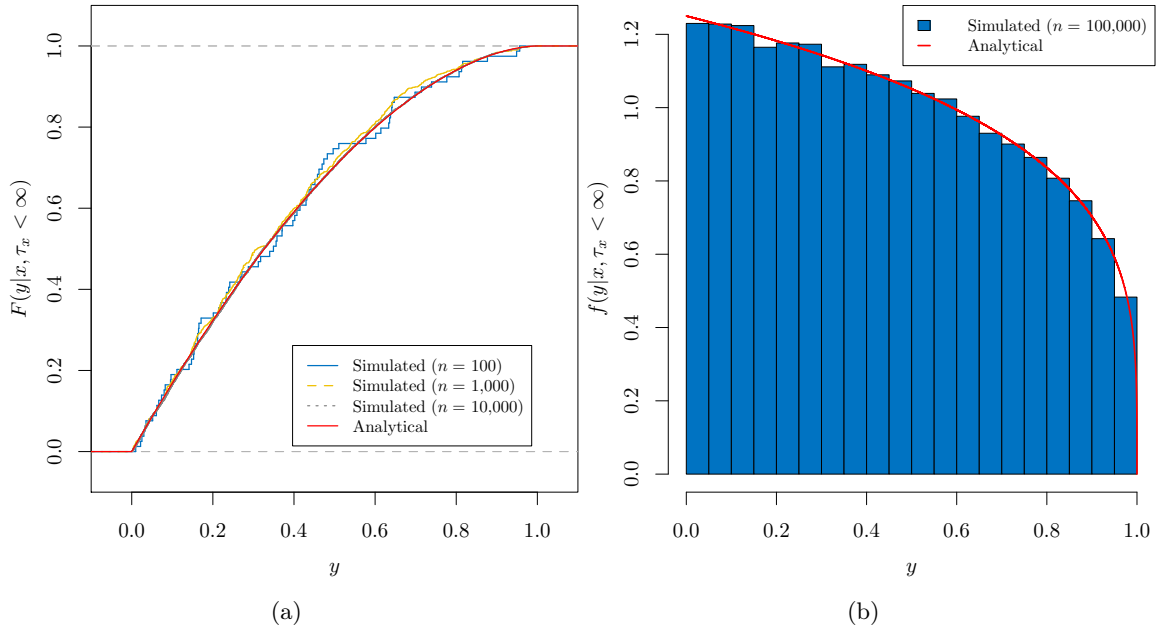 F(y|x, τₓ < ∞)
1.0
0.8
0.6
0.4
0.2
0.0
Simulated (n = 100)
Simulated (n = 1,000)
Simulated (n = 10,000)
Analytical
0.0 0.2 0.4 0.6 0.8 1.0
y
(a)
f(y|x, τₓ < ∞)
1.2
1.0
0.8
0.6
0.4
0.2
0.0
Simulated (n = 100,000)
Analytical
0.0 0.2 0.4 0.6 0.8 1.0
y
(b)